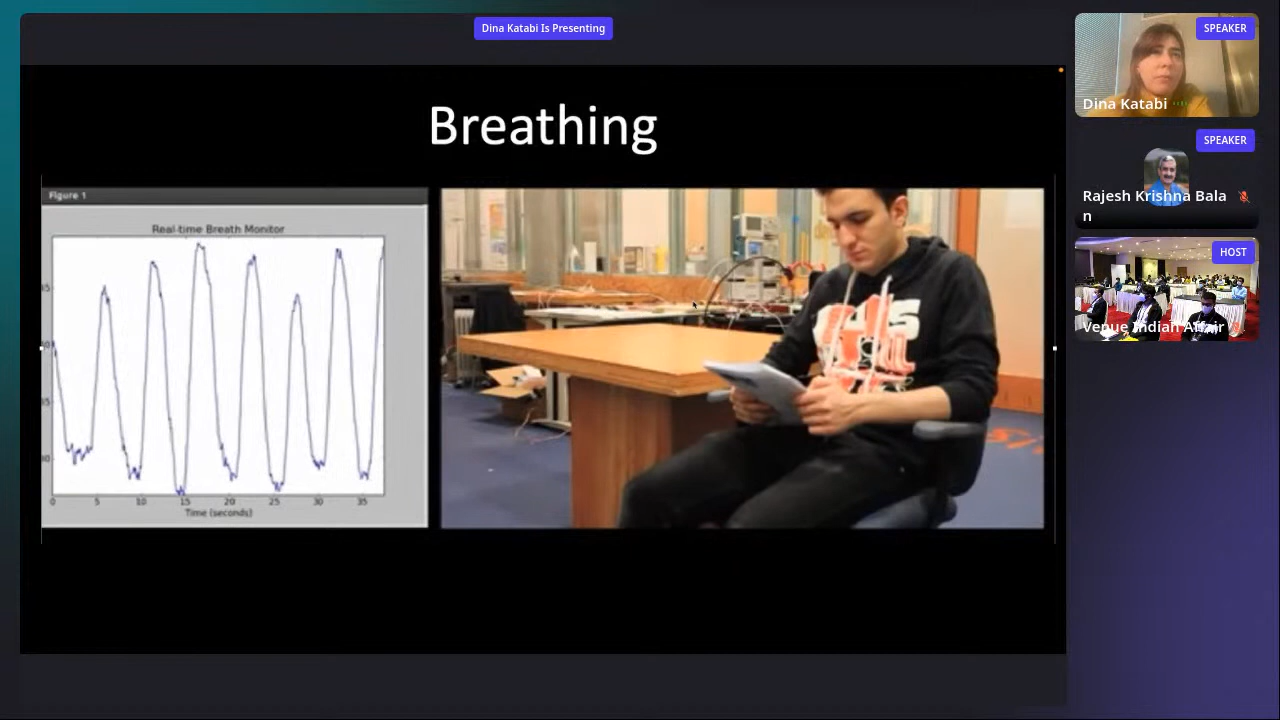 Dina Katabi Is Presenting
Breathing
Figure 1
Real-time Breath Monitor
0 5 10 15 20 25 30 35
Time (seconds)
SPEAKER
Dina Katabi
SPEAKER
Rajesh Krishna Bala
n
HOST
Venue Indian Affair